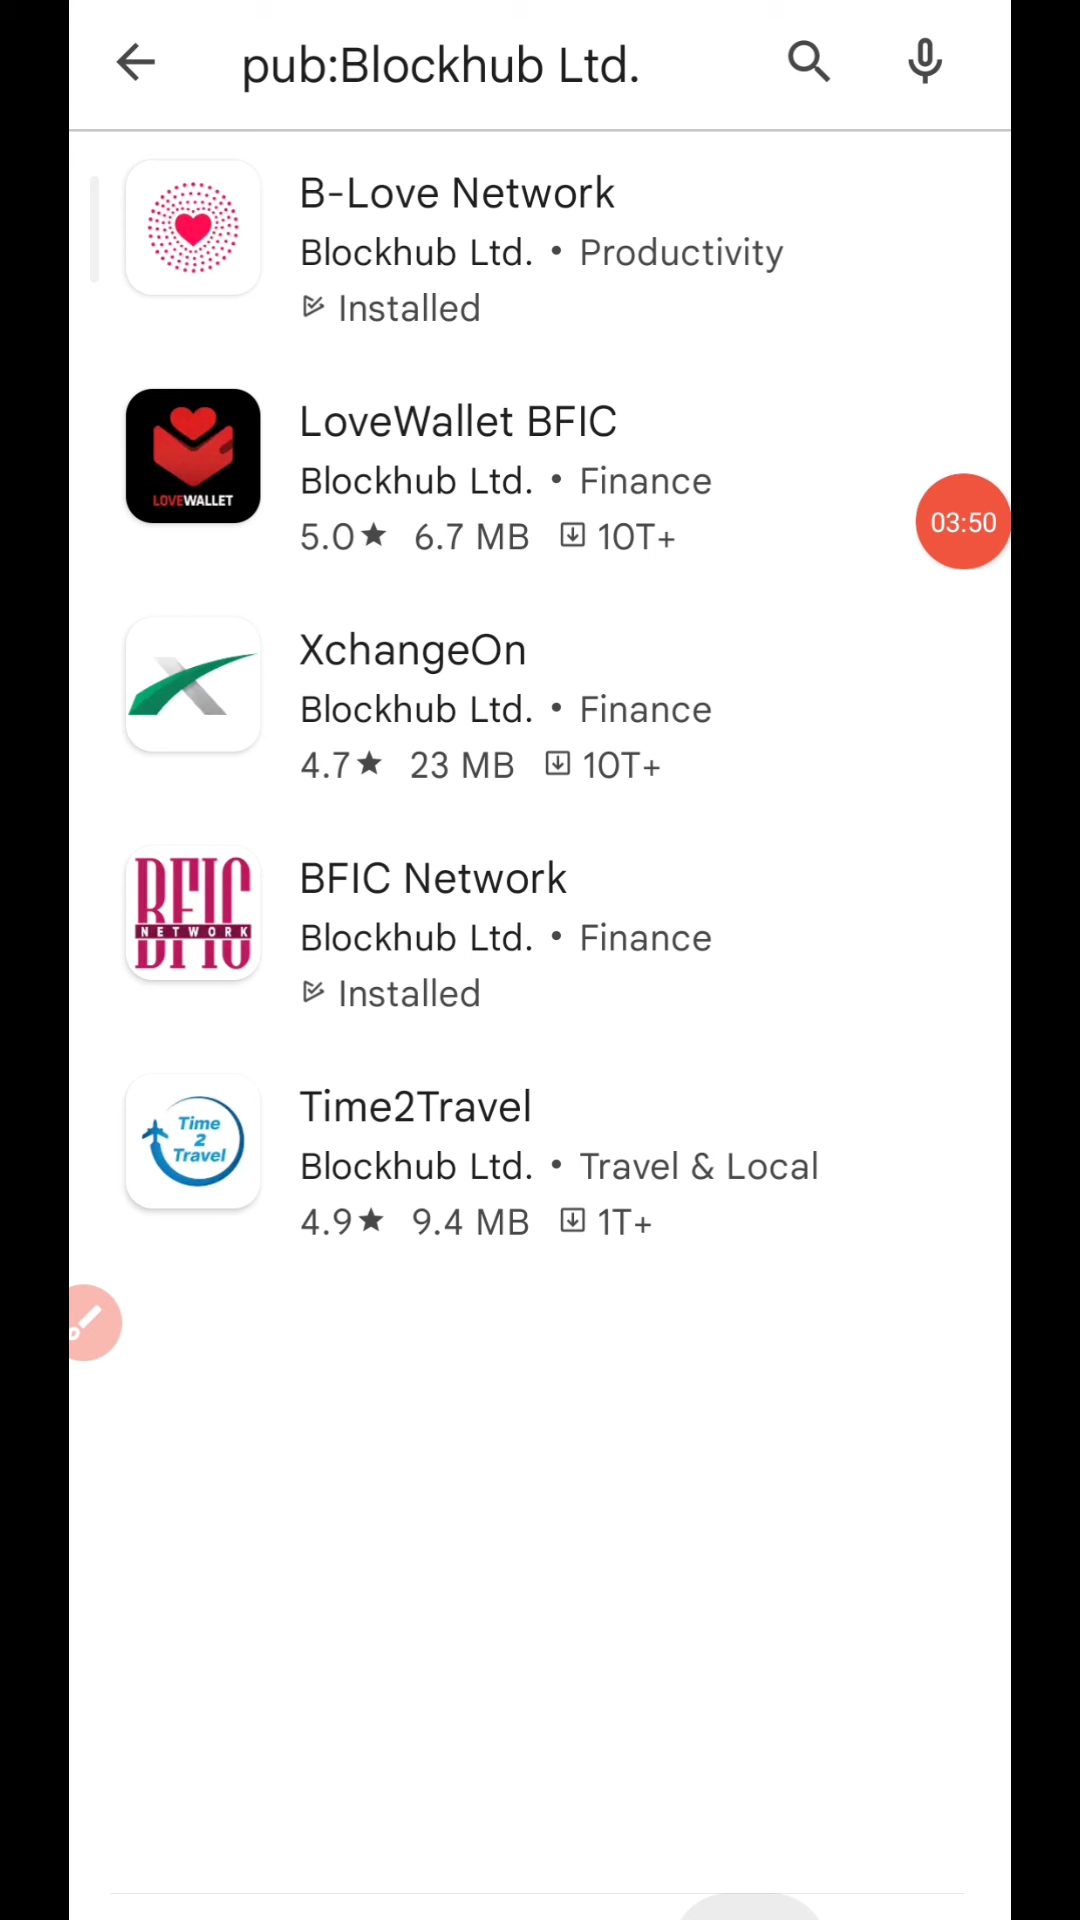 pub:Blockhub Ltd.
B-Love Network
Blockhub Ltd. • Productivity
Installed
LOVEWALLET
LoveWallet BFIC
Blockhub Ltd. • Finance
5.0★ 6.7 MB 10T+
03:50
XchangeOn
Blockhub Ltd. • Finance
4.7★ 23 MB 10T+
BFIC
NETWORK
BFIC Network
Blockhub Ltd. • Finance
Installed
Time
2
Travel
Time2Travel
Blockhub Ltd. • Travel & Local
4.9★ 9.4 MB 1T+